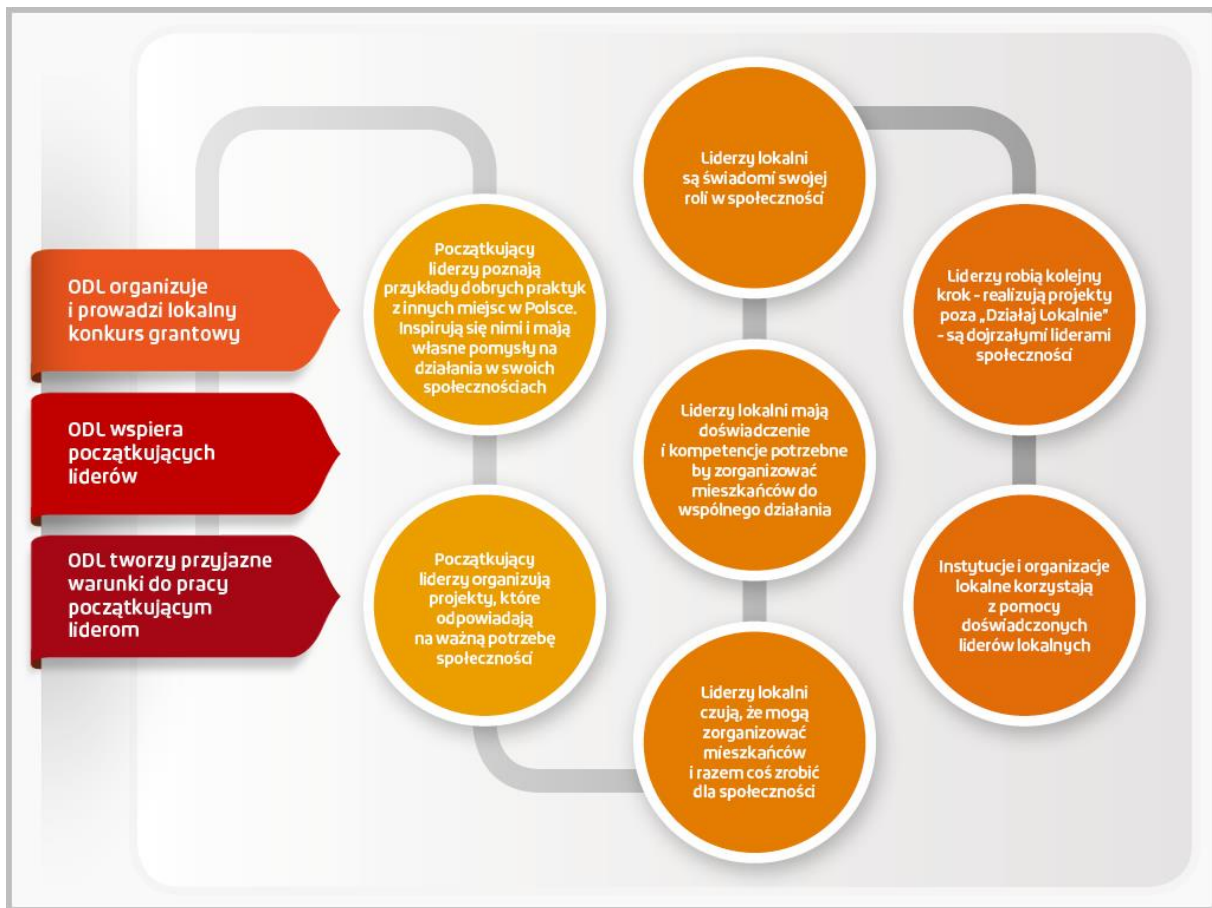 ODL organizuje
i prowadzi lokalny
konkurs grantowy
ODL wspiera
początkujących
liderów
ODL tworzy przyjazne
warunki do pracy
początkującym
liderom
Początkujący
liderzy poznają
przykłady dobrych praktyk
z innych miejsc w Polsce.
Inspirują się nimi i mają
własne pomysły na
działania w swoich
społecznościach
Początkujący
liderzy organizują
projekty, które
odpowiadają
na ważną potrzebę
społeczności
Liderzy lokalni
są świadomi swojej
roli w społeczności
Liderzy lokalni mają
doświadczenie
i kompetencje potrzebne
by zorganizować
mieszkańców do
wspólnego działania
Liderzy lokalni
czują, że mogą
zorganizować
mieszkańców
i razem coś zrobić
dla społeczności
Liderzy robią kolejny
krok - realizują projekty
poza „Działaj Lokalnie”
- są dojrzałymi liderami
społeczności
Instytucje i organizacje
lokalne korzystają
z pomocy
doświadczonych
liderów lokalnych